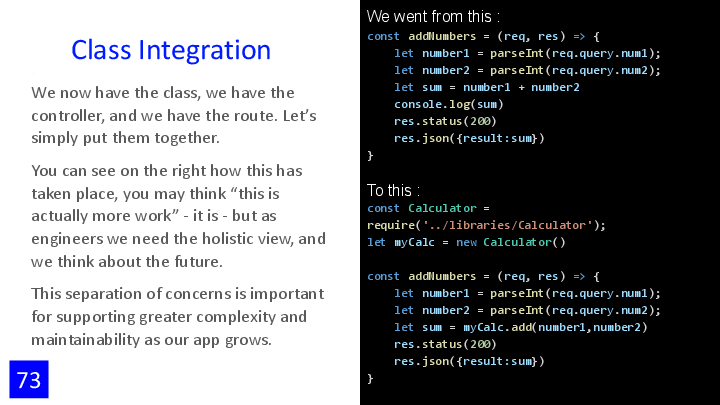 Class Integration
We now have the class, we have the
controller, and we have the route. Let’s
simply put them together.
You can see on the right how this has
taken place, you may think “this is
actually more work” - it is - but as
engineers we need the holistic view, and
we think about the future.
This separation of concerns is important
for supporting greater complexity and
maintainability as our app grows.
73
We went from this :
const addNumbers = (req, res) => {
    let number1 = parseInt(req.query.num1);
    let number2 = parseInt(req.query.num2);
    let sum = number1 + number2
    console.log(sum)
    res.status(200)
    res.json({result:sum})
}
To this :
const Calculator =
require('../libraries/Calculator');
let myCalc = new Calculator()
const addNumbers = (req, res) => {
    let number1 = parseInt(req.query.num1);
    let number2 = parseInt(req.query.num2);
    let sum = myCalc.add(number1,number2)
    res.status(200)
    res.json({result:sum})
}